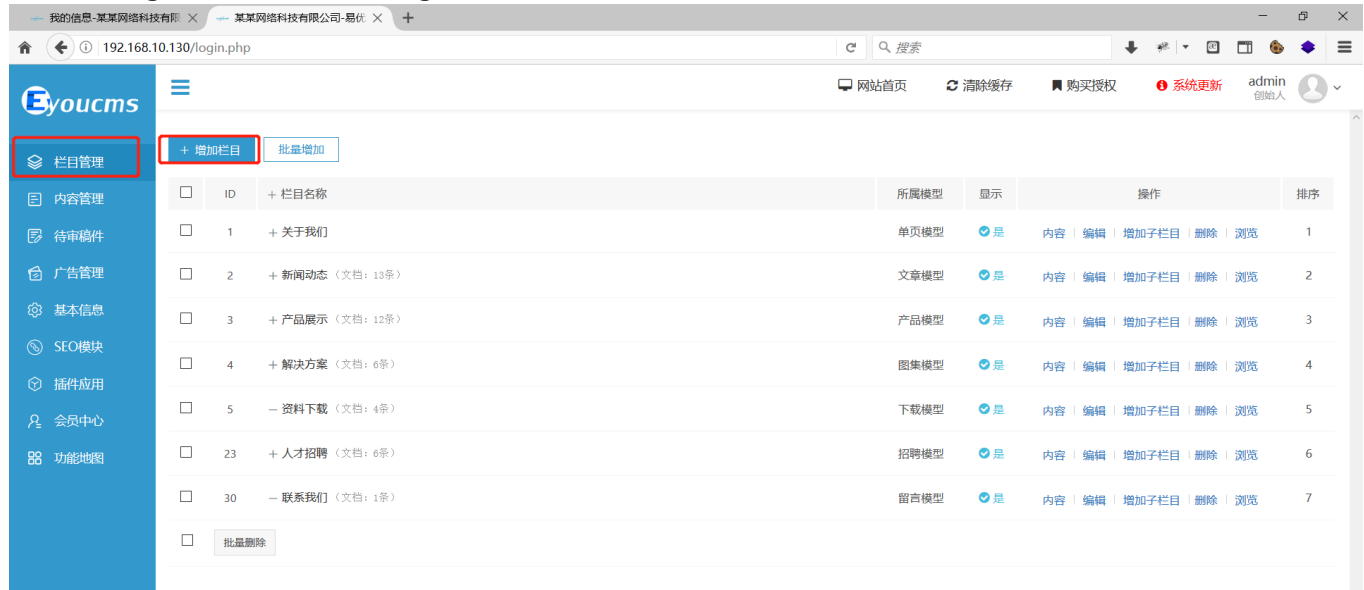 我的信息-某某网络科技有限
某某网络科技有限公司-易优
192.168.10.130/login.php
搜索
Eyoucms
网站首页
清除缓存
购买授权
系统更新
admin
创始人
栏目管理
内容管理
待审稿件
广告管理
基本信息
SEO模块
插件应用
会员中心
功能地图
+ 增加栏目
批量增加
ID + 栏目名称 所属模型 显示 操作 排序
1 + 关于我们 单页模型 是 内容 编辑 增加子栏目 删除 浏览 1
2 + 新闻动态（文档：13条） 文章模型 是 内容 编辑 增加子栏目 删除 浏览 2
3 + 产品展示（文档：12条） 产品模型 是 内容 编辑 增加子栏目 删除 浏览 3
4 + 解决方案（文档：6条） 图集模型 是 内容 编辑 增加子栏目 删除 浏览 4
5 — 资料下载（文档：4条） 下载模型 是 内容 编辑 增加子栏目 删除 浏览 5
23 + 人才招聘（文档：6条） 招聘模型 是 内容 编辑 增加子栏目 删除 浏览 6
30 — 联系我们（文档：1条） 留言模型 是 内容 编辑 增加子栏目 删除 浏览 7
批量删除